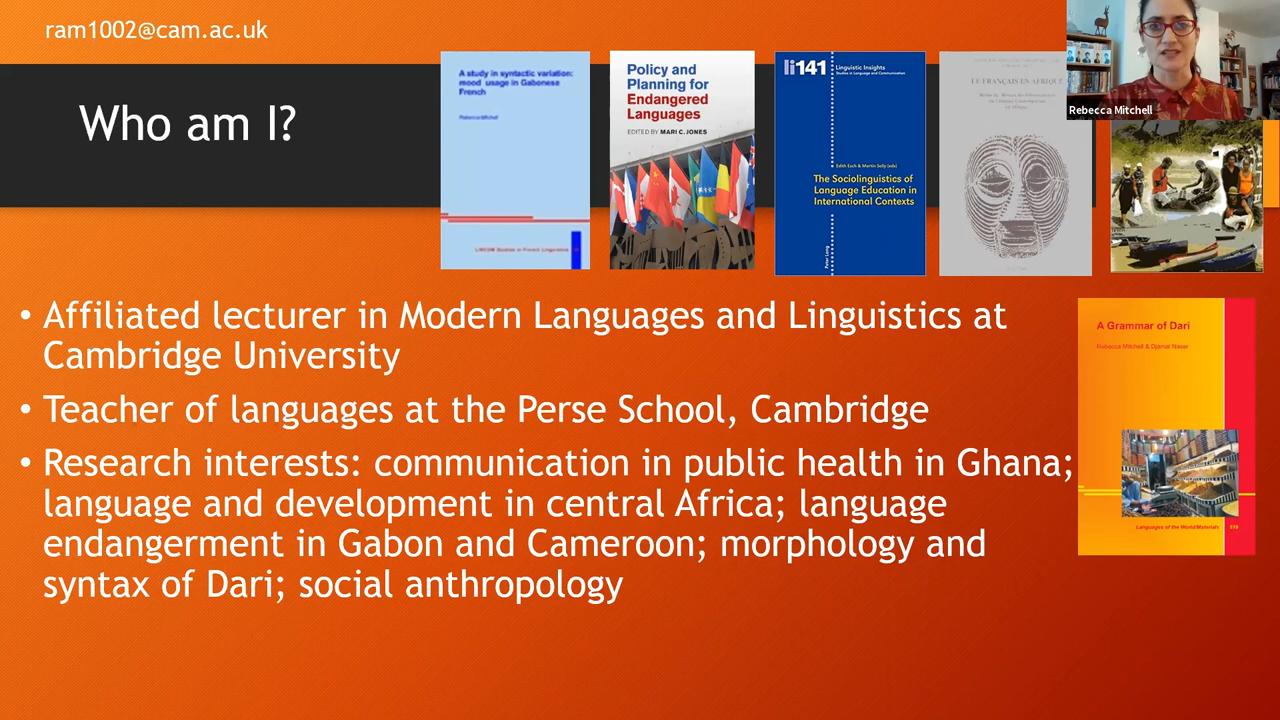 ram1002@cam.ac.uk
Who am I?
A study in syntactic variation:
mood usage in Gabonese
French
Rebecca Mitchell
LINCOM Studies in French Linguistics
Policy and
Planning for
Endangered
Languages
EDITED BY MARI C. JONES
li141
Linguistic Insights
Studies in Language and Communication
Edith Esch & Martin Solly (eds)
The Sociolinguistics of
Language Education in
International Contexts
Peter Lang
LE FRANÇAIS EN AFRIQUE
Rebecca Mitchell
• Affiliated lecturer in Modern Languages and Linguistics at
Cambridge University
• Teacher of languages at the Perse School, Cambridge
• Research interests: communication in public health in Ghana;
language and development in central Africa; language
endangerment in Gabon and Cameroon; morphology and
syntax of Dari; social anthropology
A Grammar of Dari
Rebecca Mitchell & Djamal Naser
Languages of the World/Materials